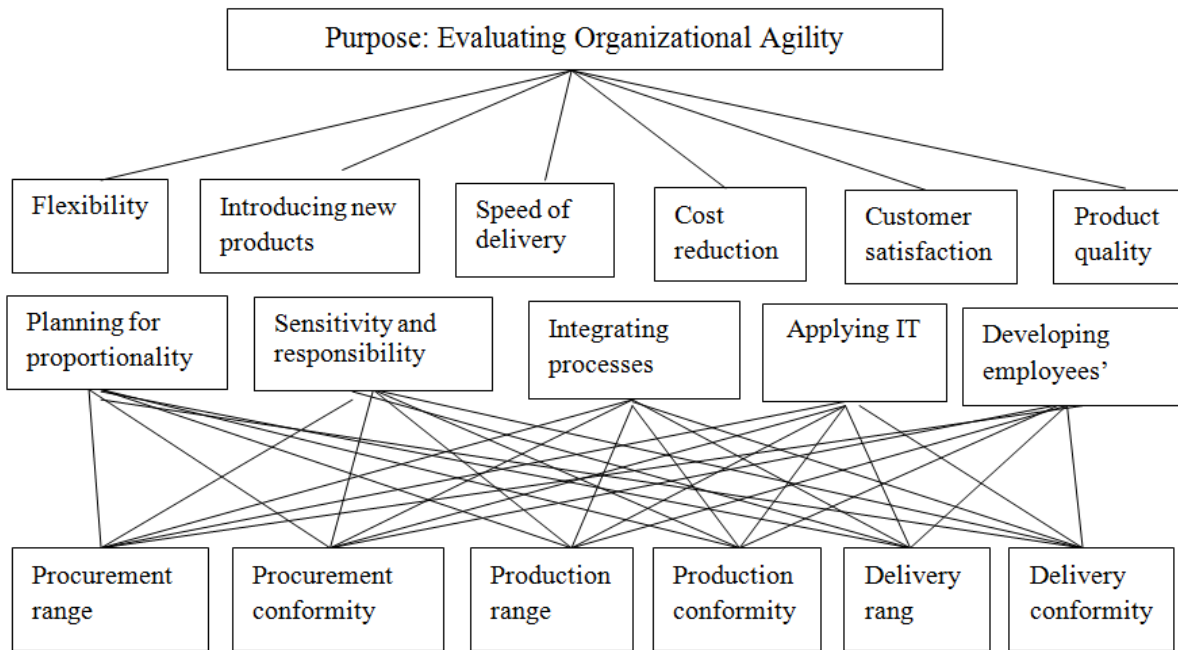 Purpose: Evaluating Organizational Agility
Flexibility
Introducing new
products
Speed of
delivery
Cost
reduction
Customer
satisfaction
Product
quality
Planning for
proportionality
Sensitivity and
responsibility
Integrating
processes
Applying IT
Developing
employees’
Procurement
range
Procurement
conformity
Production
range
Production
conformity
Delivery
rang
Delivery
conformity